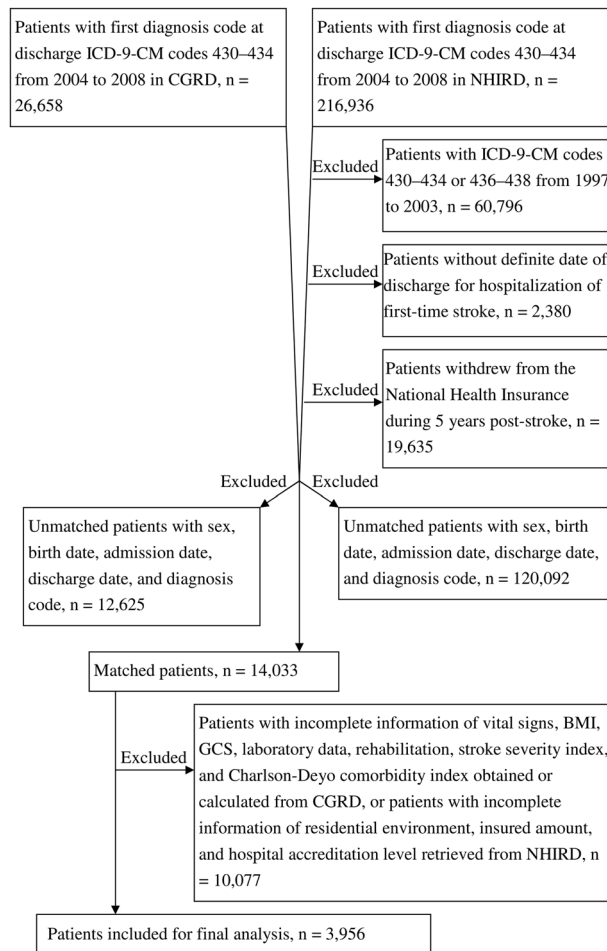 Patients with first diagnosis code at
discharge ICD-9-CM codes 430–434
from 2004 to 2008 in CGRD, n =
26,658
Patients with first diagnosis code at
discharge ICD-9-CM codes 430–434
from 2004 to 2008 in NHIRD, n =
216,936
Excluded
Patients with ICD-9-CM codes
430–434 or 436–438 from 1997
to 2003, n = 60,796
Excluded
Patients without definite date of
discharge for hospitalization of
first-time stroke, n = 2,380
Excluded
Patients withdrew from the
National Health Insurance
during 5 years post-stroke, n =
19,635
Excluded
Excluded
Unmatched patients with sex,
birth date, admission date,
discharge date, and diagnosis
code, n = 12,625
Unmatched patients with sex, birth
date, admission date, discharge date,
and diagnosis code, n = 120,092
Matched patients, n = 14,033
Excluded
Patients with incomplete information of vital signs, BMI,
GCS, laboratory data, rehabilitation, stroke severity index,
and Charlson-Deyo comorbidity index obtained or
calculated from CGRD, or patients with incomplete
information of residential environment, insured amount,
and hospital accreditation level retrieved from NHIRD, n
= 10,077
Patients included for final analysis, n = 3,956